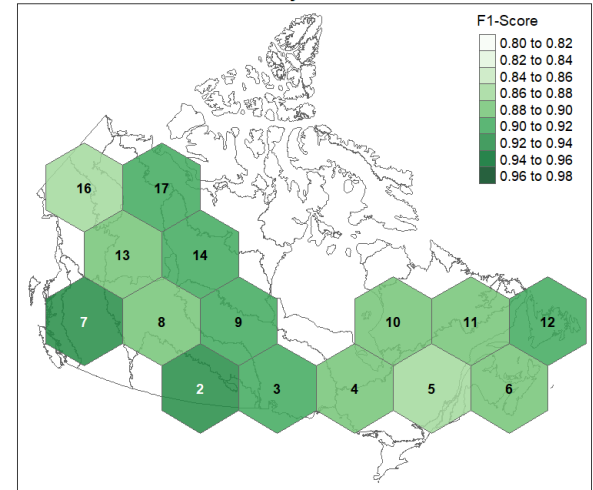 F1-Score
0.80 to 0.82
0.82 to 0.84
0.84 to 0.86
0.86 to 0.88
0.88 to 0.90
0.90 to 0.92
0.92 to 0.94
0.94 to 0.96
0.96 to 0.98
16 17
13 14
7 8 9 10 11 12
2 3 4 5 6